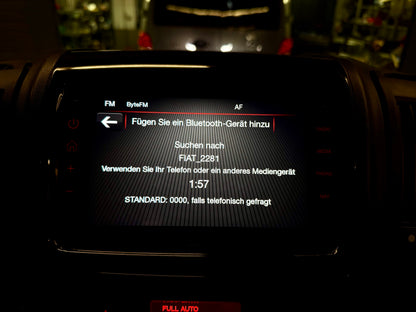 FM ByteFM AF
Fügen Sie ein Bluetooth-Gerät hinzu
Suchen nach
FIAT_2281
Verwenden Sie Ihr Telefon oder ein anderes Mediengerät
1:57
STANDARD: 0000, falls telefonisch gefragt
FULL AUTO